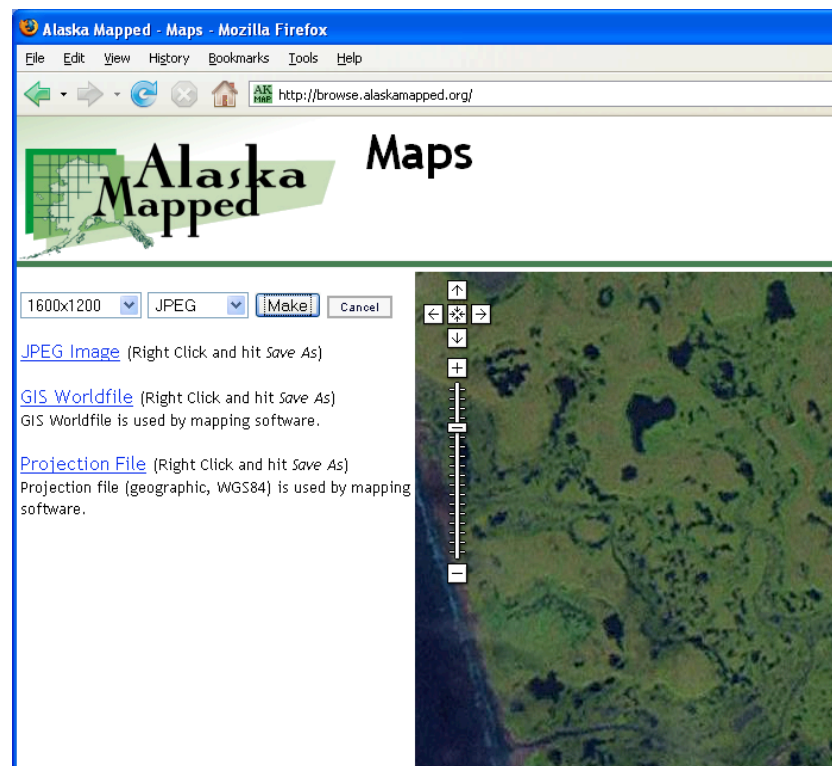 Alaska Mapped - Maps - Mozilla Firefox
File Edit View History Bookmarks Tools Help
AK MAP http://browse.alaskamapped.org/
Alaska Mapped
Maps
1600x1200 JPEG Make Cancel
JPEG Image (Right Click and hit Save As)
GIS Worldfile (Right Click and hit Save As)
GIS Worldfile is used by mapping software.
Projection File (Right Click and hit Save As)
Projection file (geographic, WGS84) is used by mapping
software.